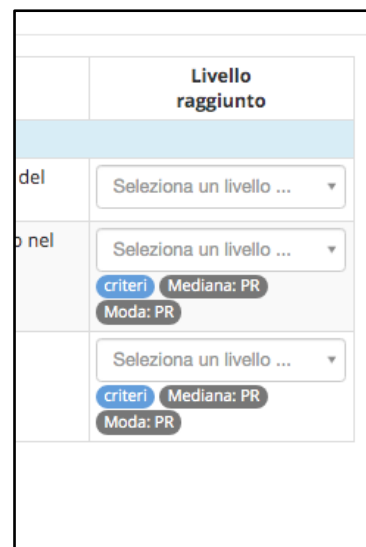 Livello
raggiunto
del
Seleziona un livello ...
nel
Seleziona un livello ...
criteri Mediana: PR
Moda: PR
Seleziona un livello ...
criteri Mediana: PR
Moda: PR